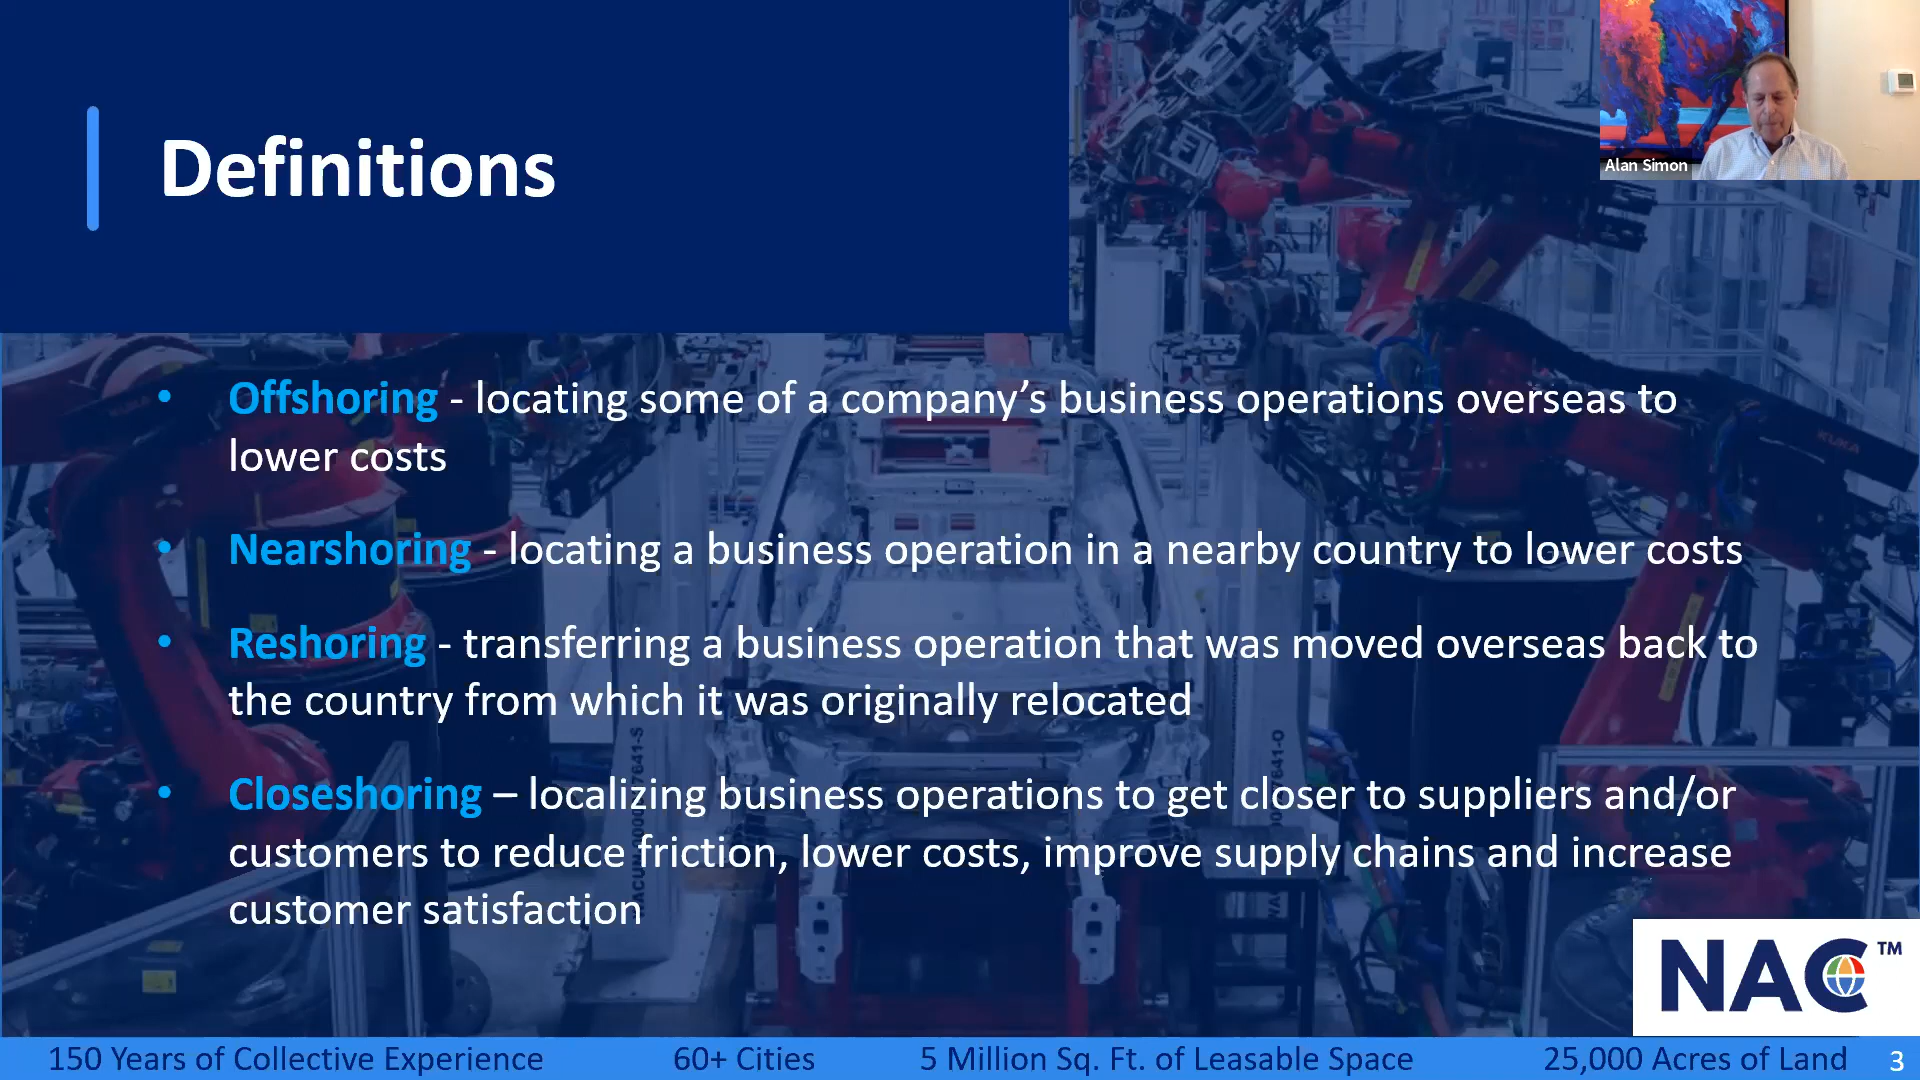 Definitions
Alan Simon
• Offshoring - locating some of a company’s business operations overseas to
lower costs
• Nearshoring - locating a business operation in a nearby country to lower costs
• Reshoring - transferring a business operation that was moved overseas back to
the country from which it was originally relocated
• Closeshoring – localizing business operations to get closer to suppliers and/or
customers to reduce friction, lower costs, improve supply chains and increase
customer satisfaction
KUKA
NAC™
150 Years of Collective Experience 60+ Cities 5 Million Sq. Ft. of Leasable Space 25,000 Acres of Land 3